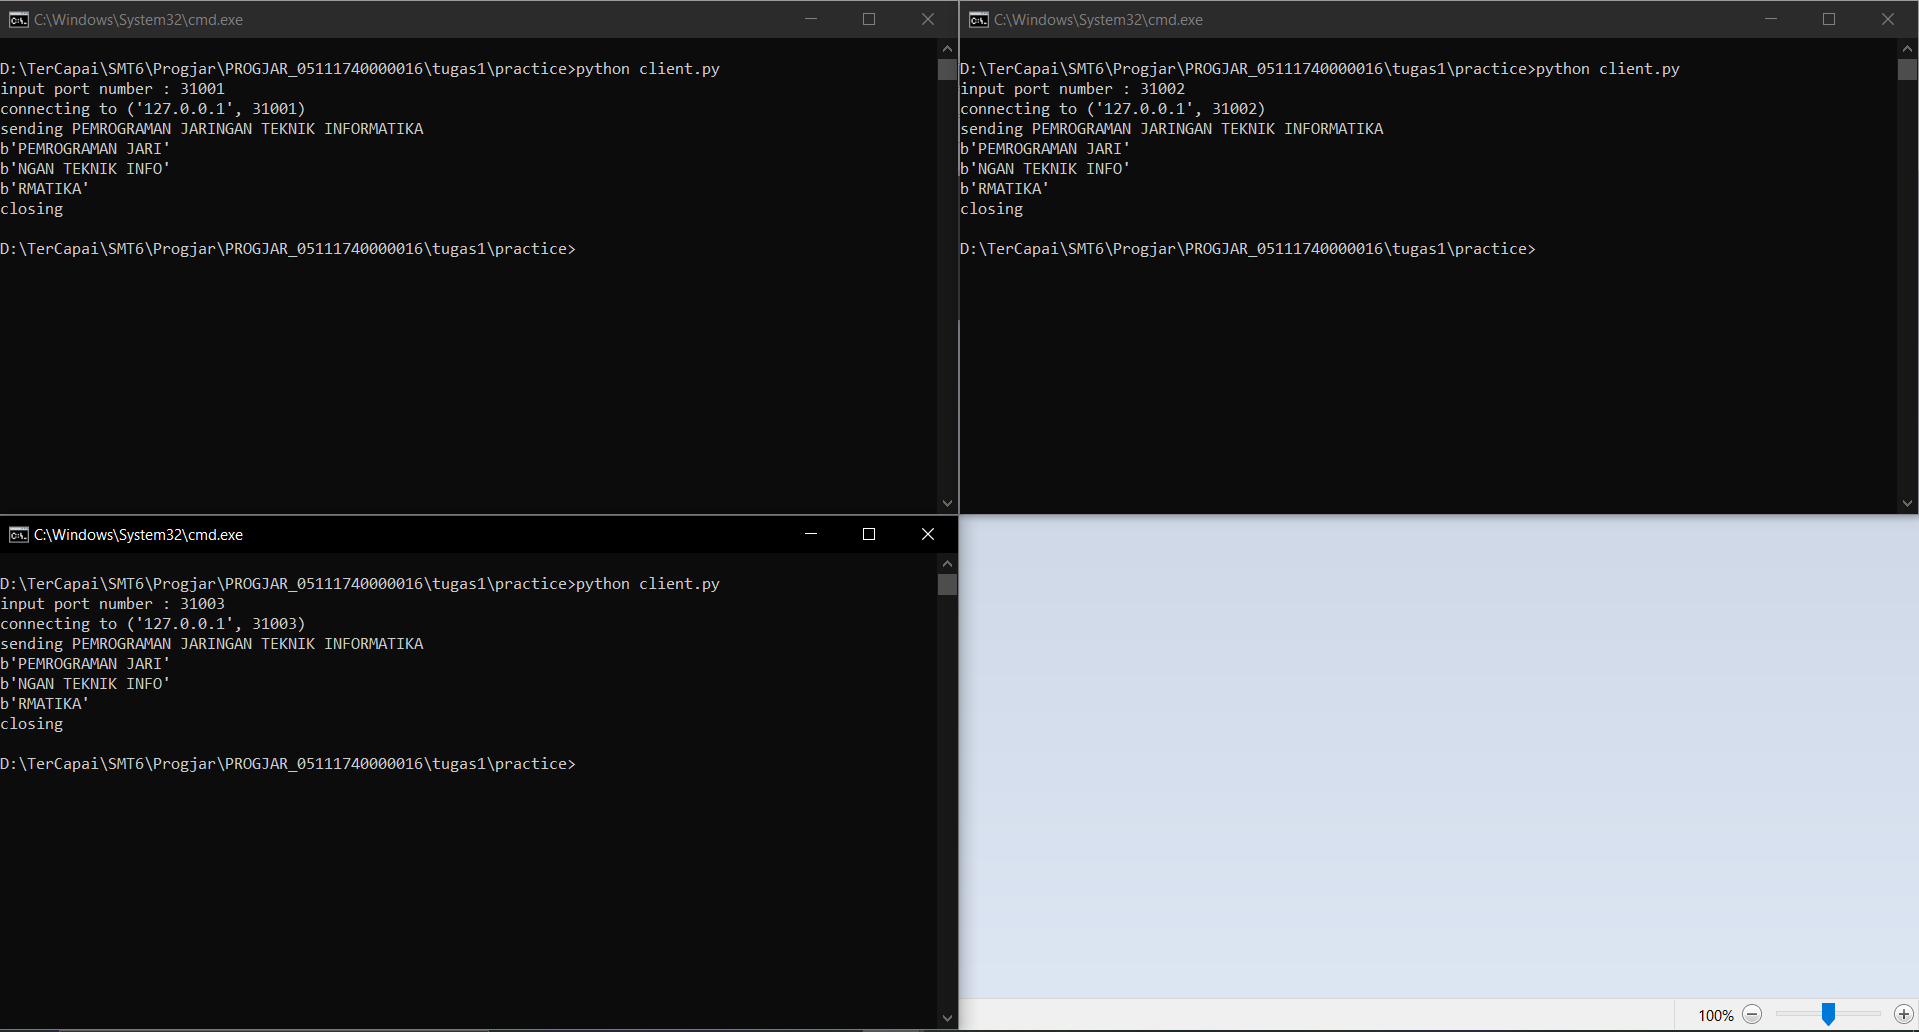 C:\Windows\System32\cmd.exe
D:\TerCapai\SMT6\Progjar\PROGJAR_05111740000016\tugas1\practice>python client.py
input port number : 31001
connecting to ('127.0.0.1', 31001)
sending PEMROGRAMAN JARINGAN TEKNIK INFORMATIKA
b'PEMROGRAMAN JARI'
b'NGAN TEKNIK INFO'
b'RMATIKA'
closing
D:\TerCapai\SMT6\Progjar\PROGJAR_05111740000016\tugas1\practice>
C:\Windows\System32\cmd.exe
D:\TerCapai\SMT6\Progjar\PROGJAR_05111740000016\tugas1\practice>python client.py
input port number : 31002
connecting to ('127.0.0.1', 31002)
sending PEMROGRAMAN JARINGAN TEKNIK INFORMATIKA
b'PEMROGRAMAN JARI'
b'NGAN TEKNIK INFO'
b'RMATIKA'
closing
D:\TerCapai\SMT6\Progjar\PROGJAR_05111740000016\tugas1\practice>
C:\Windows\System32\cmd.exe
D:\TerCapai\SMT6\Progjar\PROGJAR_05111740000016\tugas1\practice>python client.py
input port number : 31003
connecting to ('127.0.0.1', 31003)
sending PEMROGRAMAN JARINGAN TEKNIK INFORMATIKA
b'PEMROGRAMAN JARI'
b'NGAN TEKNIK INFO'
b'RMATIKA'
closing
D:\TerCapai\SMT6\Progjar\PROGJAR_05111740000016\tugas1\practice>
100%